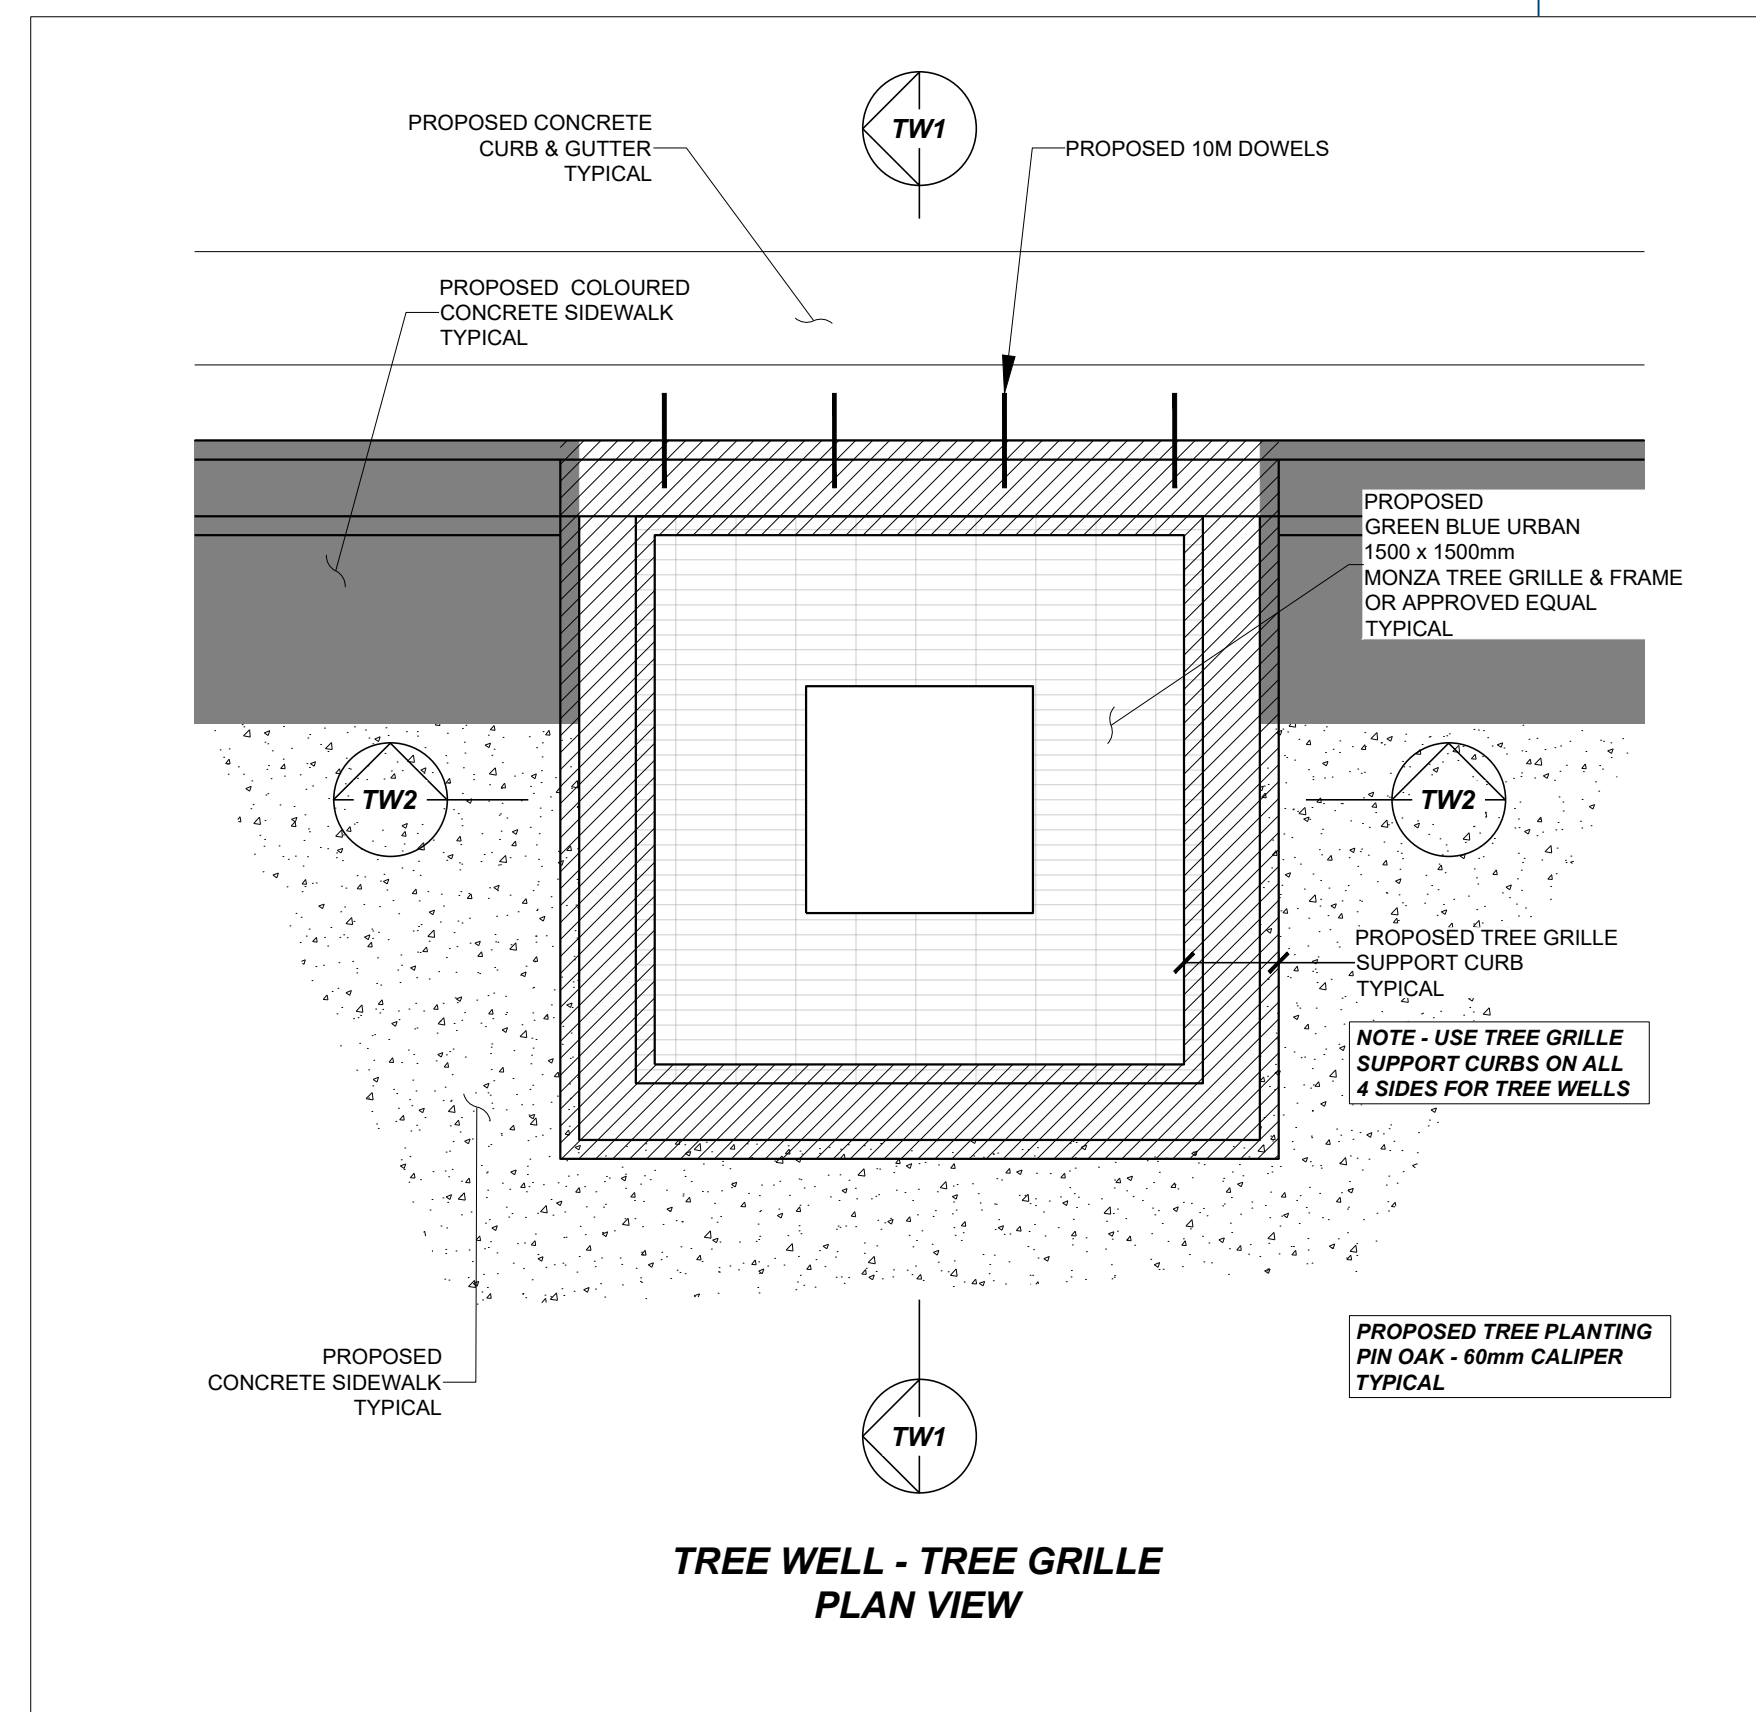 TW1
PROPOSED CONCRETE
CURB & GUTTER
TYPICAL
PROPOSED 10M DOWELS
PROPOSED COLOURED
CONCRETE SIDEWALK
TYPICAL
PROPOSED
GREEN BLUE URBAN
1500 x 1500mm
MONZA TREE GRILLE & FRAME
OR APPROVED EQUAL
TYPICAL
TW2
TW2
PROPOSED TREE GRILLE
SUPPORT CURB
TYPICAL
NOTE - USE TREE GRILLE
SUPPORT CURBS ON ALL
4 SIDES FOR TREE WELLS
PROPOSED TREE PLANTING
PIN OAK - 60mm CALIPER
TYPICAL
PROPOSED
CONCRETE SIDEWALK
TYPICAL
TW1
TREE WELL - TREE GRILLE
PLAN VIEW